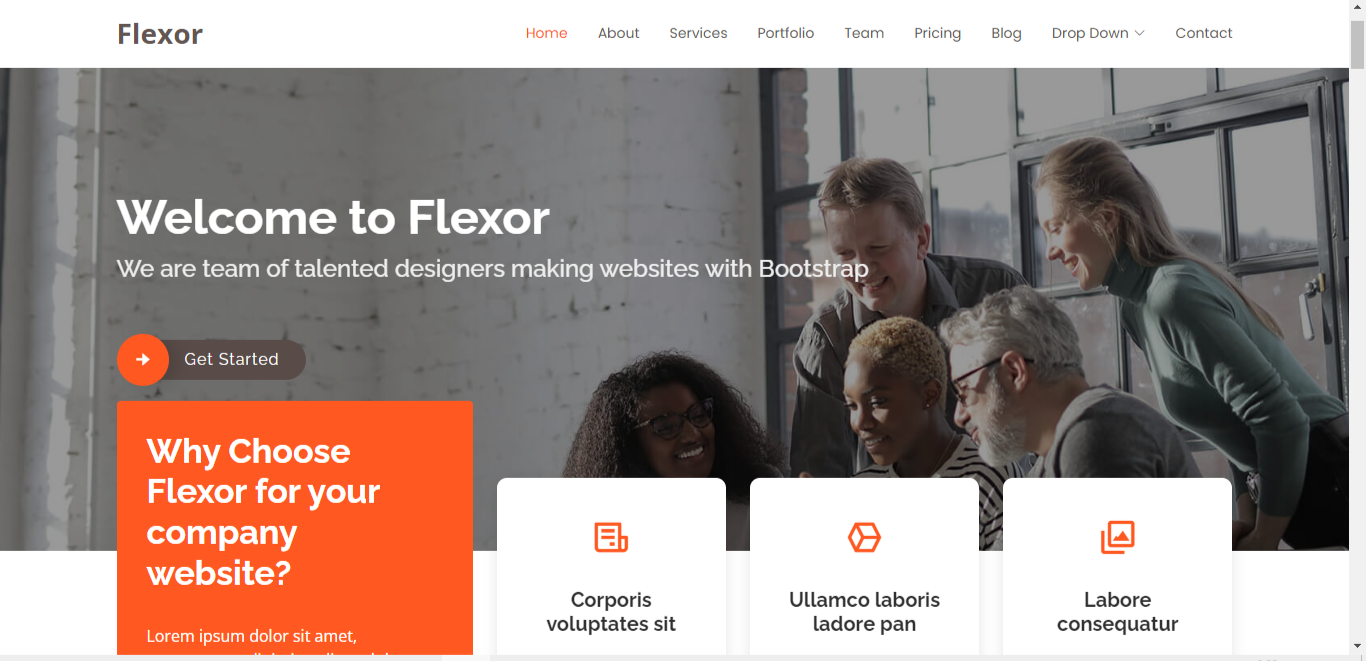 Flexor
Home About Services Portfolio Team Pricing Blog Drop Down Contact
Welcome to Flexor
We are team of talented designers making websites with Bootstrap
Get Started
Why Choose
Flexor for your
company
website?
Lorem ipsum dolor sit amet,
Corporis
voluptates sit
Ullamco laboris
ladore pan
Labore
consequatur